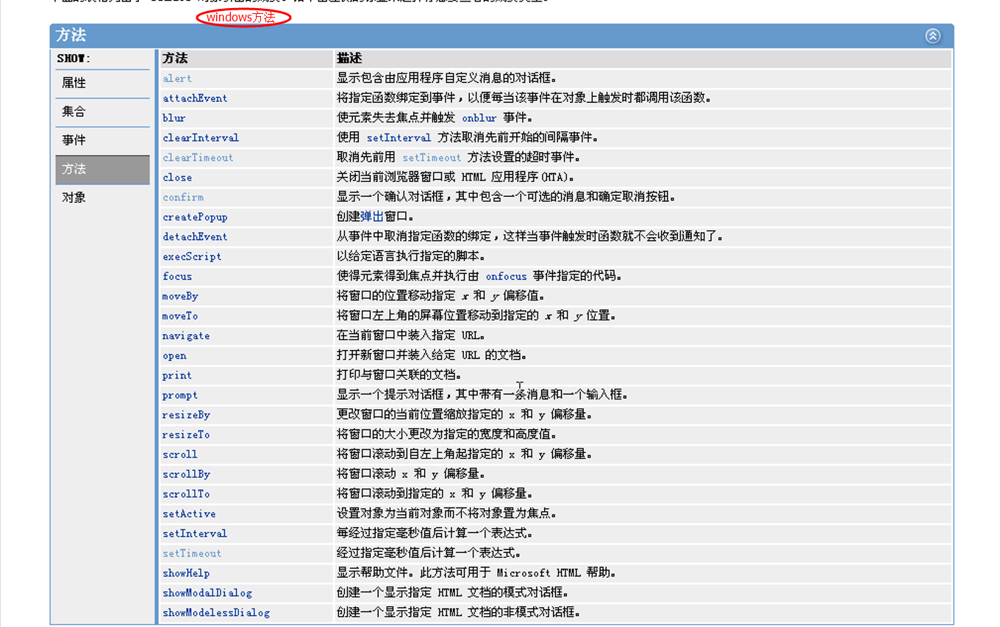 windows方法
方法
SHOW:
属性
集合
事件
方法
对象
方法 描述
alert 显示包含由应用程序自定义消息的对话框。
attachEvent 将指定函数绑定到事件，以便每当该事件在对象上触发时都调用该函数。
blur 使元素失去焦点并触发 onblur 事件。
clearInterval 使用 setInterval 方法取消先前开始的间隔事件。
clearTimeout 取消先前用 setTimeout 方法设置的超时事件。
close 关闭当前浏览器窗口或 HTML 应用程序(HTA)。
confirm 显示一个确认对话框，其中包含一个可选的消息和确定取消按钮。
createPopup 创建弹出窗口。
detachEvent 从事件中取消指定函数的绑定，这样当事件触发时函数就不会收到通知了。
execScript 以给定语言执行指定的脚本。
focus 使得元素得到焦点并执行由 onfocus 事件指定的代码。
moveBy 将窗口的位置移动指定 x 和 y 偏移值。
moveTo 将窗口左上角的屏幕位置移动到指定的 x 和 y 位置。
navigate 在当前窗口中装入指定 URL。
open 打开新窗口并装入给定 URL 的文档。
print 打印与窗口关联的文档。
prompt 显示一个提示对话框，其中带有一条消息和一个输入框。
resizeBy 更改窗口的当前位置缩放指定的 x 和 y 偏移量。
resizeTo 将窗口的大小更改为指定的宽度和高度值。
scroll 将窗口滚动到自左上角起指定的 x 和 y 偏移量。
scrollBy 将窗口滚动 x 和 y 偏移量。
scrollTo 将窗口滚动到指定的 x 和 y 偏移量。
setActive 设置对象为当前对象而不将对象置为焦点。
setInterval 每经过指定毫秒值后计算一个表达式。
setTimeout 经过指定毫秒值后计算一个表达式。
showHelp 显示帮助文件。此方法可用于 Microsoft HTML 帮助。
showModalDialog 创建一个显示指定 HTML 文档的模式对话框。
showModelessDialog 创建一个显示指定 HTML 文档的非模式对话框。